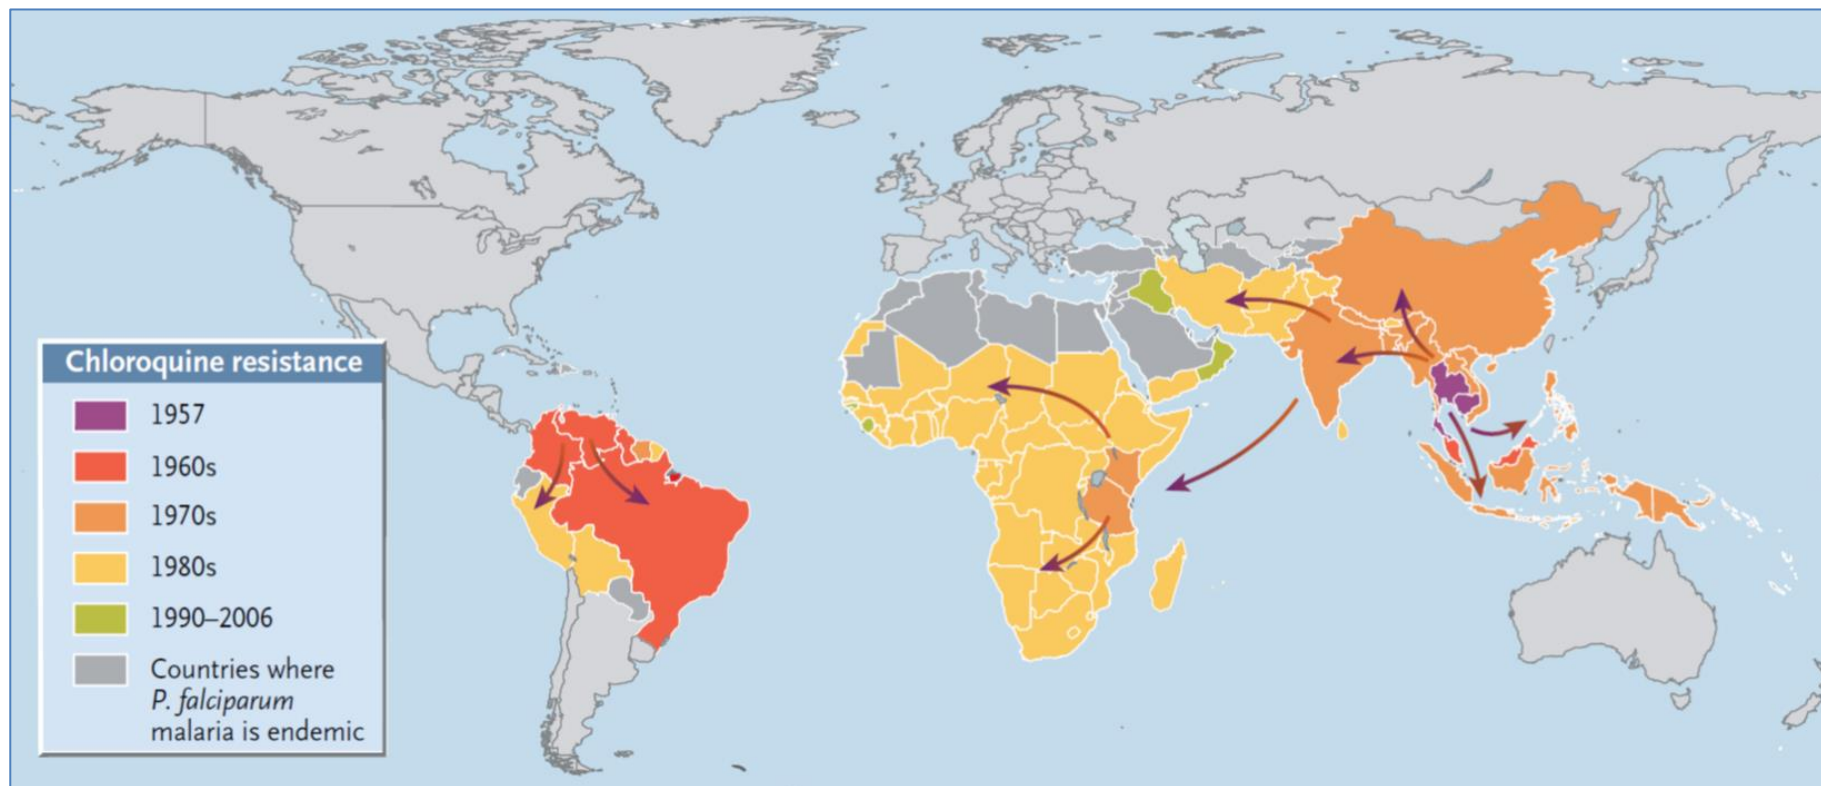 Chloroquine resistance
1957
1960s
1970s
1980s
1990–2006
Countries where
P. falciparum
malaria is endemic